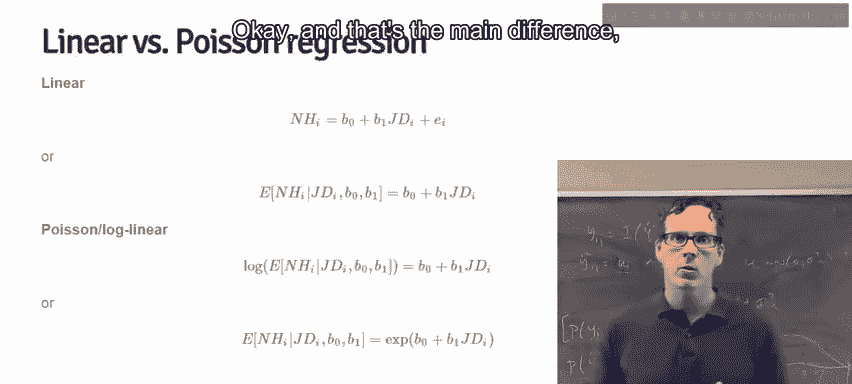 Okay, and that's the main difference,
Linear vs. Poisson regression
Linear
NH_i = b_0 + b_1 JD_i + e_i
or
E[NH_i|JD_i, b_0, b_1] = b_0 + b_1 JD_i
Poisson/log-linear
log(E[NH_i|JD_i, b_0, b_1]) = b_0 + b_1 JD_i
or
E[NH_i|JD_i, b_0, b_1] = exp(b_0 + b_1 JD_i)